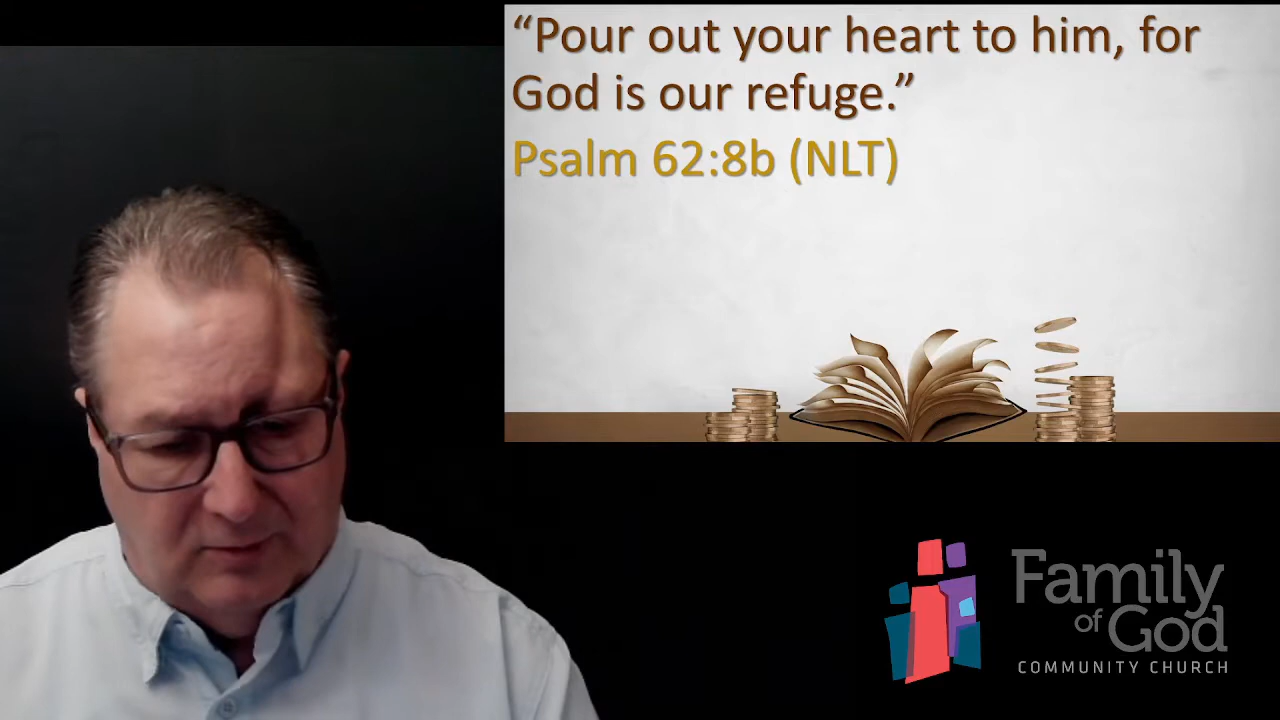 “Pour out your heart to him, for
God is our refuge.”
Psalm 62:8b (NLT)
Family
of God
COMMUNITY CHURCH